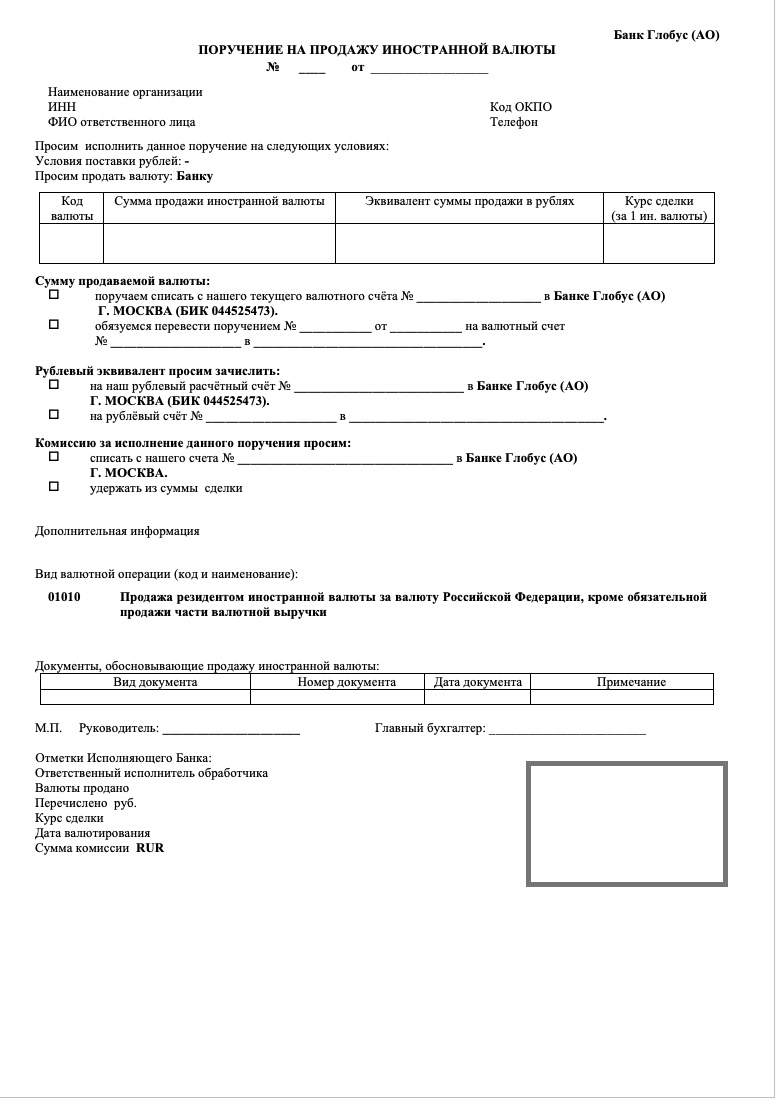 Банк Глобус (АО)
ПОРУЧЕНИЕ НА ПРОДАЖУ ИНОСТРАННОЙ ВАЛЮТЫ
№ ____ от __________________
Наименование организации
ИНН Код ОКПО
ФИО ответственного лица Телефон
Просим исполнить данное поручение на следующих условиях:
Условия поставки рублей: -
Просим продать валюту: Банку
Код валюты Сумма продажи иностранной валюты Эквивалент суммы продажи в рублях Курс сделки (за 1 ин. валюты)
Сумму продаваемой валюты:
☐ поручаем списать с нашего текущего валютного счёта № ____________________ в Банке Глобус (АО)
Г. МОСКВА (БИК 044525473).
☐ обязуемся перевести поручением № ____________ от ____________ на валютный счет
№ _____________________ в ______________________________________.
Рублевый эквивалент просим зачислить:
☐ на наш рублевый расчётный счёт № ____________________________ в Банке Глобус (АО)
Г. МОСКВА (БИК 044525473).
☐ на рублёвый счёт № _____________________ в __________________________________________.
Комиссию за исполнение данного поручения просим:
☐ списать с нашего счета № ____________________________________ в Банке Глобус (АО)
Г. МОСКВА.
☐ удержать из суммы сделки
Дополнительная информация
Вид валютной операции (код и наименование):
01010 Продажа резидентом иностранной валюты за валюту Российской Федерации, кроме обязательной
продажи части валютной выручки
Документы, обосновывающие продажу иностранной валюты:
Вид документа Номер документа Дата документа Примечание
М.П. Руководитель: ______________________ Главный бухгалтер: _________________________
Отметки Исполняющего Банка:
Ответственный исполнитель обработчика
Валюты продано
Перечислено руб.
Курс сделки
Дата валютирования
Сумма комиссии RUR